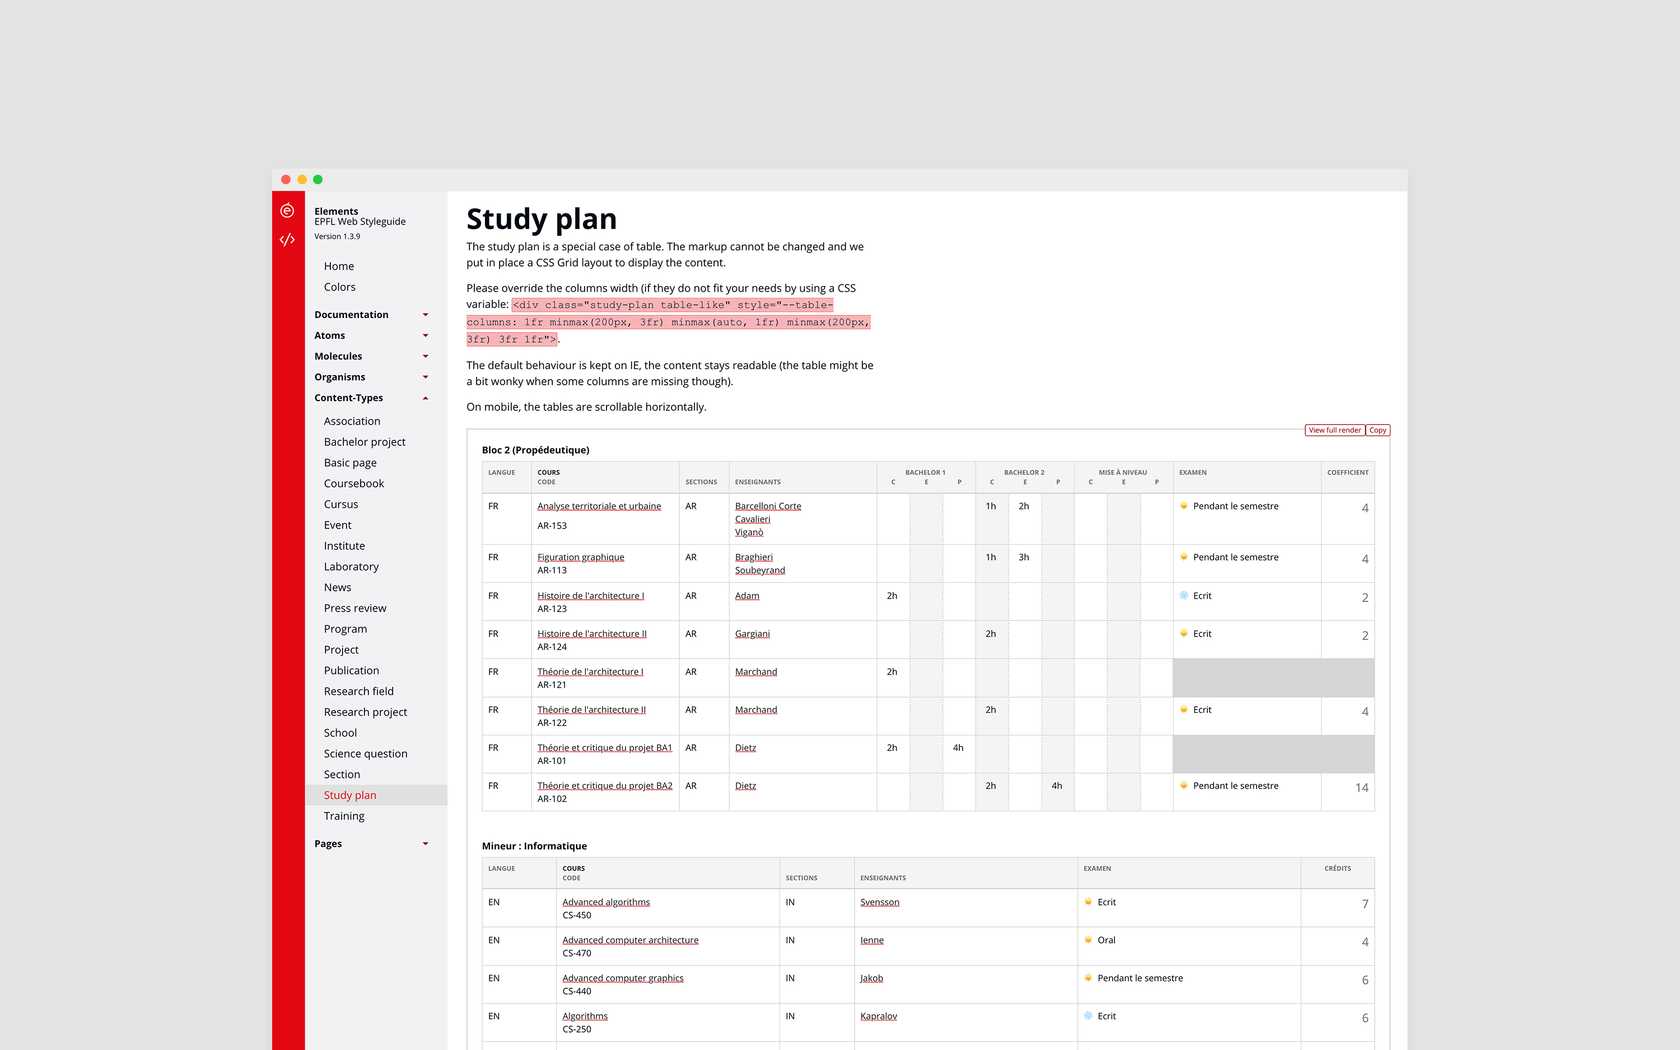 Elements
EPFL Web Styleguide
Version 1.3.9
Home
Colors
Documentation
Atoms
Molecules
Organisms
Content-Types
Association
Bachelor project
Basic page
Coursebook
Cursus
Event
Institute
Laboratory
News
Press review
Program
Project
Publication
Research field
Research project
School
Science question
Section
Study plan
Training
Pages
Study plan
The study plan is a special case of table. The markup cannot be changed and we
put in place a CSS Grid layout to display the content.
Please override the columns width (if they do not fit your needs by using a CSS
variable: <div class="study-plan table-like" style="--table-
columns: 1fr minmax(200px, 3fr) minmax(auto, 1fr) minmax(200px,
3fr) 3fr 1fr">.
The default behaviour is kept on IE, the content stays readable (the table might be
a bit wonky when some columns are missing though).
On mobile, the tables are scrollable horizontally.
View full render Copy
Bloc 2 (Propédeutique)
LANGUE COURS BACHELOR 1 BACHELOR 2 MISE À NIVEAU EXAMEN COEFFICIENT
CODE SECTIONS ENSEIGNANTS C E P C E P C E P
FR Analyse territoriale et urbaine AR Barcelloni Corte 1h 2h Pendant le semestre 4
Cavalieri
AR-153
Viganò
FR Figuration graphique AR Braghieri 1h 3h Pendant le semestre 4
AR-113 Soubeyrand
FR Histoire de l'architecture I AR Adam 2h Ecrit 2
AR-123
FR Histoire de l'architecture II AR Gargiani 2h Ecrit 2
AR-124
FR Théorie de l'architecture I AR Marchand 2h
AR-121
FR Théorie de l'architecture II AR Marchand 2h Ecrit 4
AR-122
FR Théorie et critique du projet BA1 AR Dietz 2h 4h
AR-101
FR Théorie et critique du projet BA2 AR Dietz 2h 4h Pendant le semestre 14
AR-102
Mineur : Informatique
LANGUE COURS EXAMEN CRÉDITS
CODE SECTIONS ENSEIGNANTS
EN Advanced algorithms IN Svensson Ecrit 7
CS-450
EN Advanced computer architecture IN Ienne Oral 4
CS-470
EN Advanced computer graphics IN Jakob Pendant le semestre 6
CS-440
EN Algorithms IN Kapralov Ecrit 6
CS-250